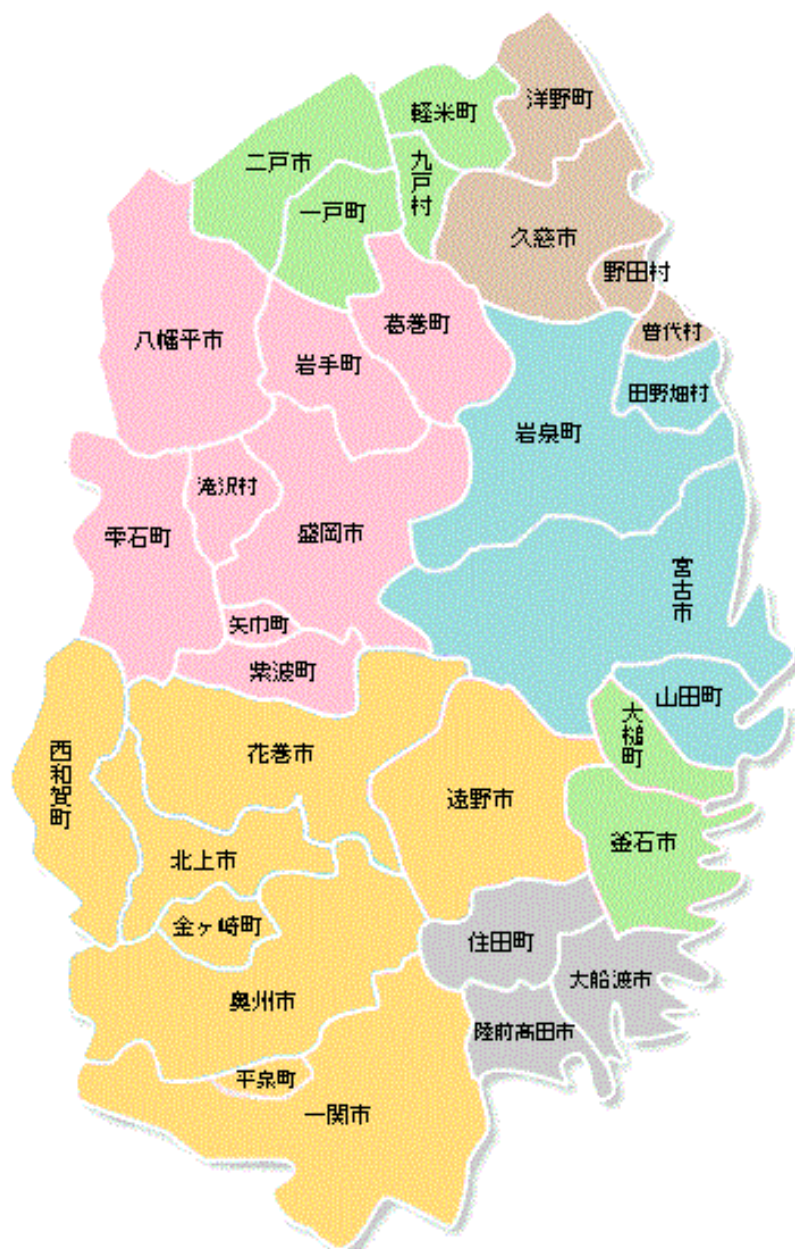 洋野町
軽米町
二戸市
九戸村
一戸町
久慈市
野田村
普代村
葛巻町
八幡平市
岩手町
田野畑村
岩泉町
滝沢村
雫石町
盛岡市
宮古市
矢巾町
紫波町
山田町
大槌町
花巻市
西和賀町
遠野市
釜石市
北上市
金ヶ崎町
住田町
大船渡市
奥州市
陸前高田市
平泉町
一関市